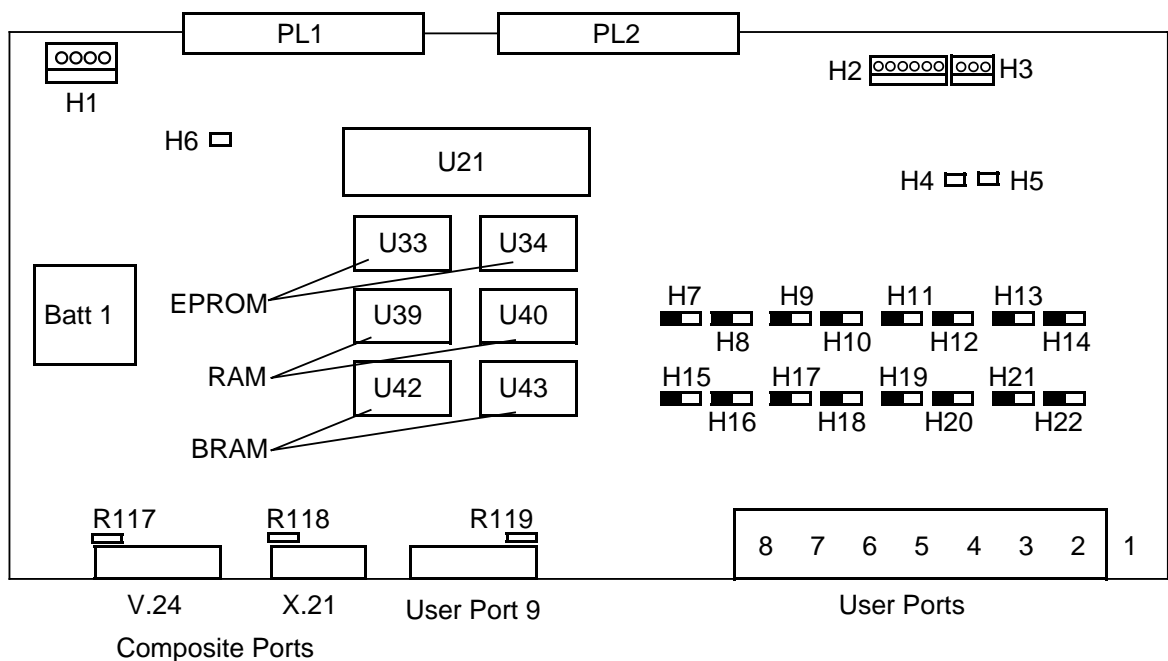 PL1 PL2
H1
H2 H3
H6
U21
H4 H5
U33 U34
EPROM
Batt 1
U39 U40
RAM
U42 U43
BRAM
H7 H9 H11 H13
H8 H10 H12 H14
H15 H17 H19 H21
H16 H18 H20 H22
R117 R118 R119
8 7 6 5 4 3 2 1
V.24 X.21 User Port 9 User Ports
Composite Ports